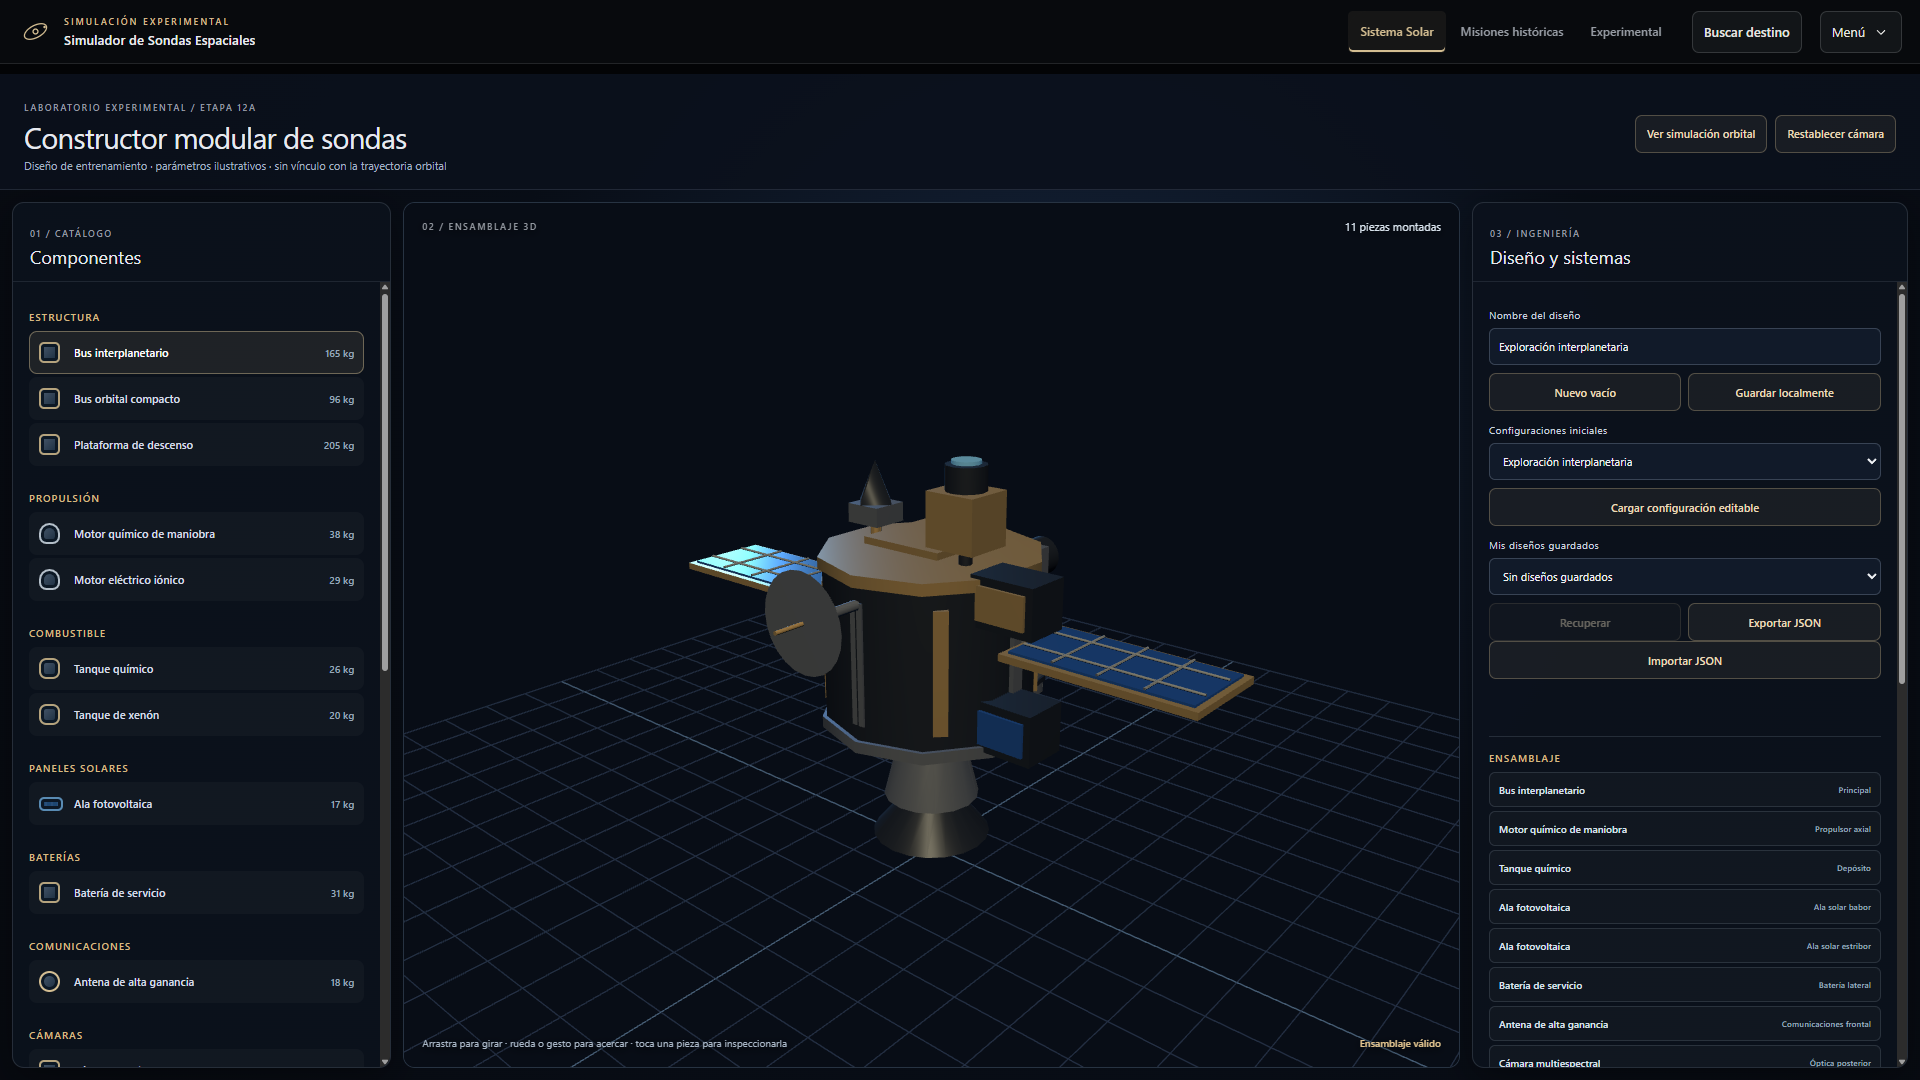 SIMULACIÓN EXPERIMENTAL
Simulador de Sondas Espaciales
Sistema Solar
Misiones históricas
Experimental
Buscar destino
Menú
LABORATORIO EXPERIMENTAL / ETAPA 12A
Constructor modular de sondas
Diseño de entrenamiento · parámetros ilustrativos · sin vínculo con la trayectoria orbital
Ver simulación orbital
Restablecer cámara
01 / CATÁLOGO
Componentes
ESTRUCTURA
Bus interplanetario 165 kg
Bus orbital compacto 96 kg
Plataforma de descenso 205 kg
PROPULSIÓN
Motor químico de maniobra 38 kg
Motor eléctrico iónico 29 kg
COMBUSTIBLE
Tanque químico 26 kg
Tanque de xenón 20 kg
PANELES SOLARES
Ala fotovoltaica 17 kg
BATERÍAS
Batería de servicio 31 kg
COMUNICACIONES
Antena de alta ganancia 18 kg
CÁMARAS
02 / ENSAMBLAJE 3D
11 piezas montadas
Arrastra para girar · rueda o gesto para acercar · toca una pieza para inspeccionarla
Ensamblaje válido
03 / INGENIERÍA
Diseño y sistemas
Nombre del diseño
Exploración interplanetaria
Nuevo vacío
Guardar localmente
Configuraciones iniciales
Exploración interplanetaria
Cargar configuración editable
Mis diseños guardados
Sin diseños guardados
Recuperar
Exportar JSON
Importar JSON
ENSAMBLAJE
Bus interplanetario Principal
Motor químico de maniobra Propulsor axial
Tanque químico Depósito
Ala fotovoltaica Ala solar babor
Ala fotovoltaica Ala solar estribor
Batería de servicio Batería lateral
Antena de alta ganancia Comunicaciones frontal
Cámara multiespectral Óptica posterior